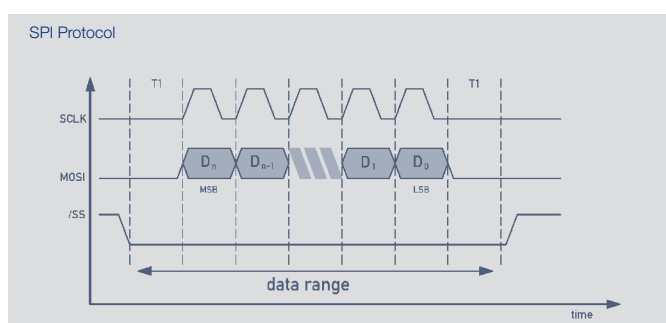 SPI Protocol
T1 T1
SCLK
MOSI Dn Dn-1 D1 D0
MSB LSB
/SS
data range
time